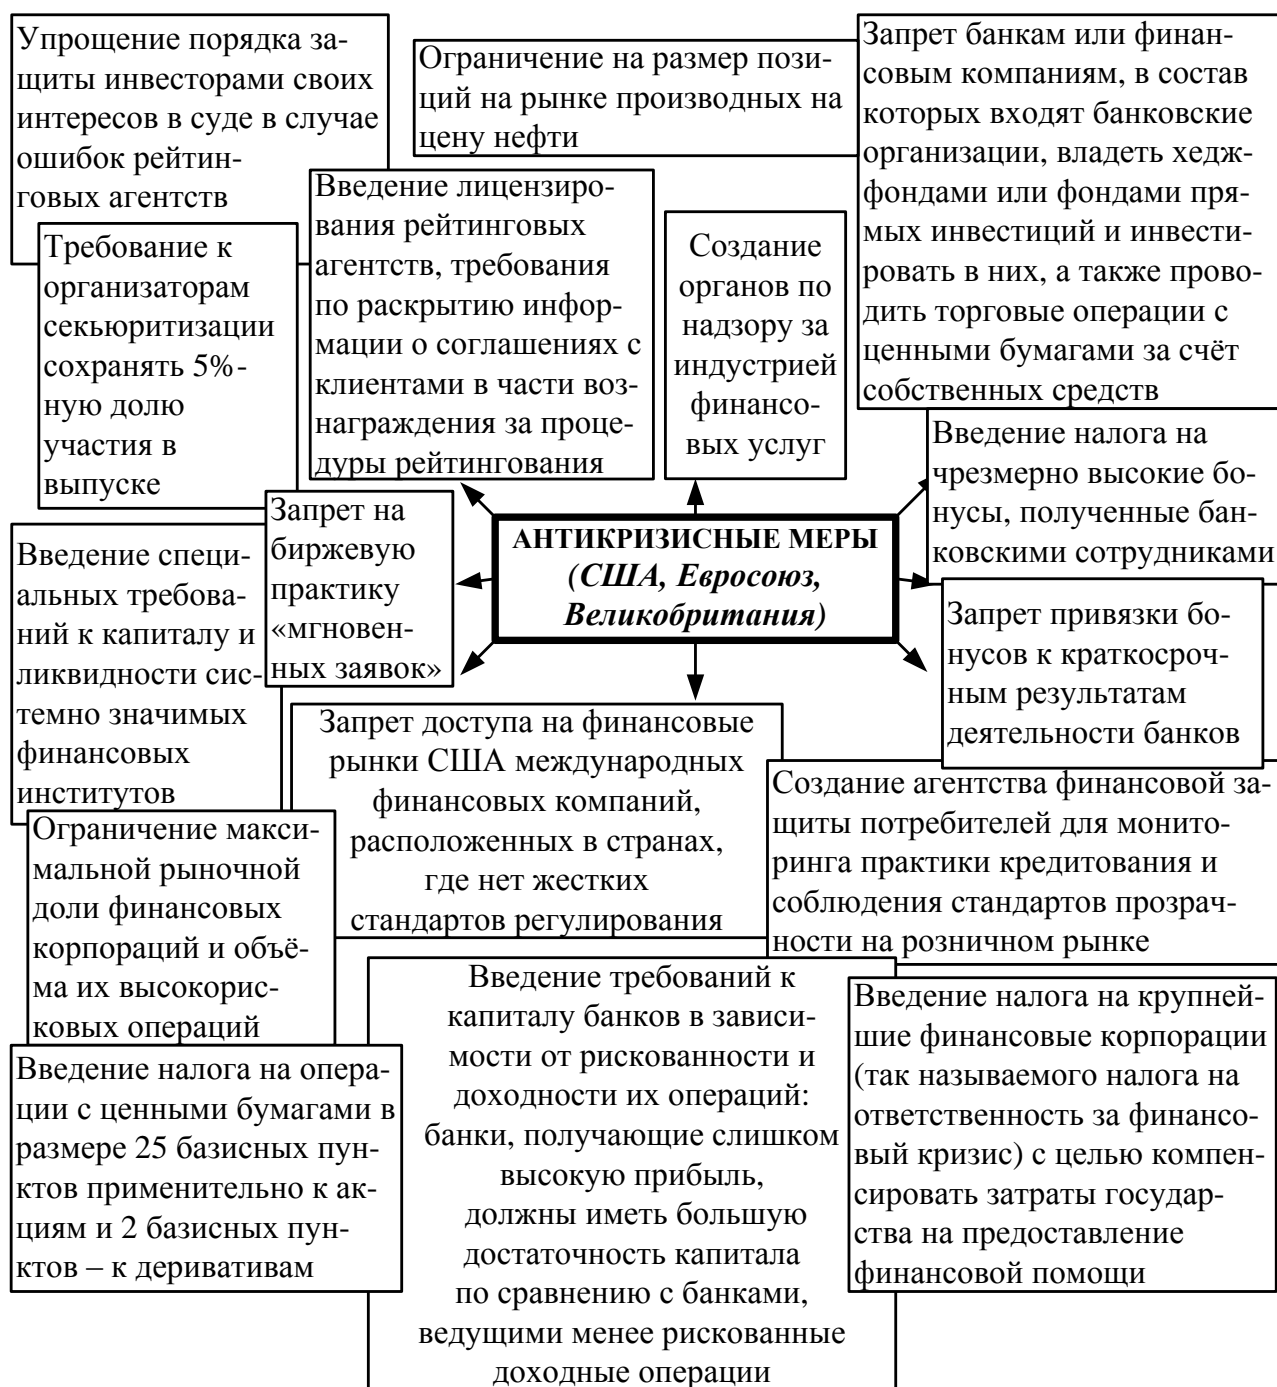 Упрощение порядка за-
щиты инвесторами своих
интересов в суде в случае
ошибок рейтин-
говых агентств
Ограничение на размер пози-
ций на рынке производных на
цену нефти
Запрет банкам или финан-
совым компаниям, в состав
которых входят банковские
организации, владеть хедж-
фондами или фондами пря-
мых инвестиций и инвести-
ровать в них, а также прово-
дить торговые операции с
ценными бумагами за счёт
собственных средств
Требование к
организаторам
секьюритизации
сохранять 5%-
ную долю
участия в
выпуске
Введение лицензиро-
вания рейтинговых
агентств, требования
по раскрытию инфор-
мации о соглашениях с
клиентами в части воз-
награждения за проце-
дуры рейтингования
Создание
органов по
надзору за
индустрией
финансо-
вых услуг
Введение налога на
чрезмерно высокие бо-
нусы, полученные бан-
ковскими сотрудниками
Запрет на
биржевую
практику
«мгновен-
ных заявок»
АНТИКРИЗИСНЫЕ МЕРЫ
(США, Евросоюз,
Великобритания)
Введение специ-
альных требова-
ний к капиталу и
ликвидности сис-
темно значимых
финансовых
институтов
Запрет привязки бо-
нусов к краткосроч-
ным результатам
деятельности банков
Запрет доступа на финансовые
рынки США международных
финансовых компаний,
расположенных в странах,
где нет жестких
стандартов регулирования
Создание агентства финансовой за-
щиты потребителей для монито-
ринга практики кредитования и
соблюдения стандартов прозрач-
ности на розничном рынке
Ограничение макси-
мальной рыночной
доли финансовых
корпораций и объё-
ма их высокорис-
ковых операций
Введение требований к
капиталу банков в зависи-
мости от рискованности и
доходности их операций:
банки, получающие слишком
высокую прибыль,
должны иметь большую
достаточность капитала
по сравнению с банками,
ведущими менее рискованные
доходные операции
Введение налога на крупней-
шие финансовые корпорации
(так называемого налога на
ответственность за финансо-
вый кризис) с целью компен-
сировать затраты государ-
ства на предоставление
финансовой помощи
Введение налога на опера-
ции с ценными бумагами в
размере 25 базисных пун-
ктов применительно к ак-
циям и 2 базисных пун-
ктов – к деривативам